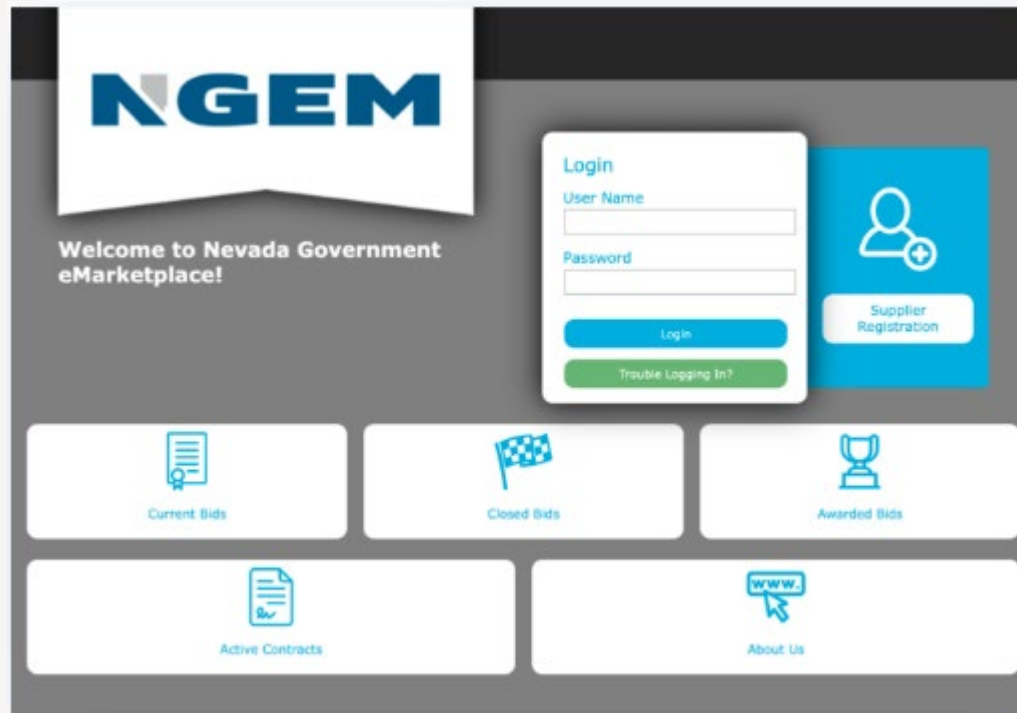 NGEM
Welcome to Nevada Government
eMarketplace!
Login
User Name
Password
Login
Trouble Logging In?
Supplier
Registration
Current Bids
Closed Bids
Awarded Bids
Active Contracts
www.
About Us